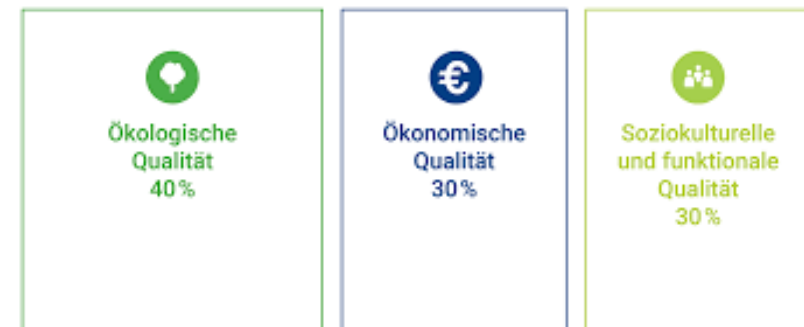 Ökologische
Qualität
40 %
Ökonomische
Qualität
30 %
Soziokulturelle
und funktionale
Qualität
30 %